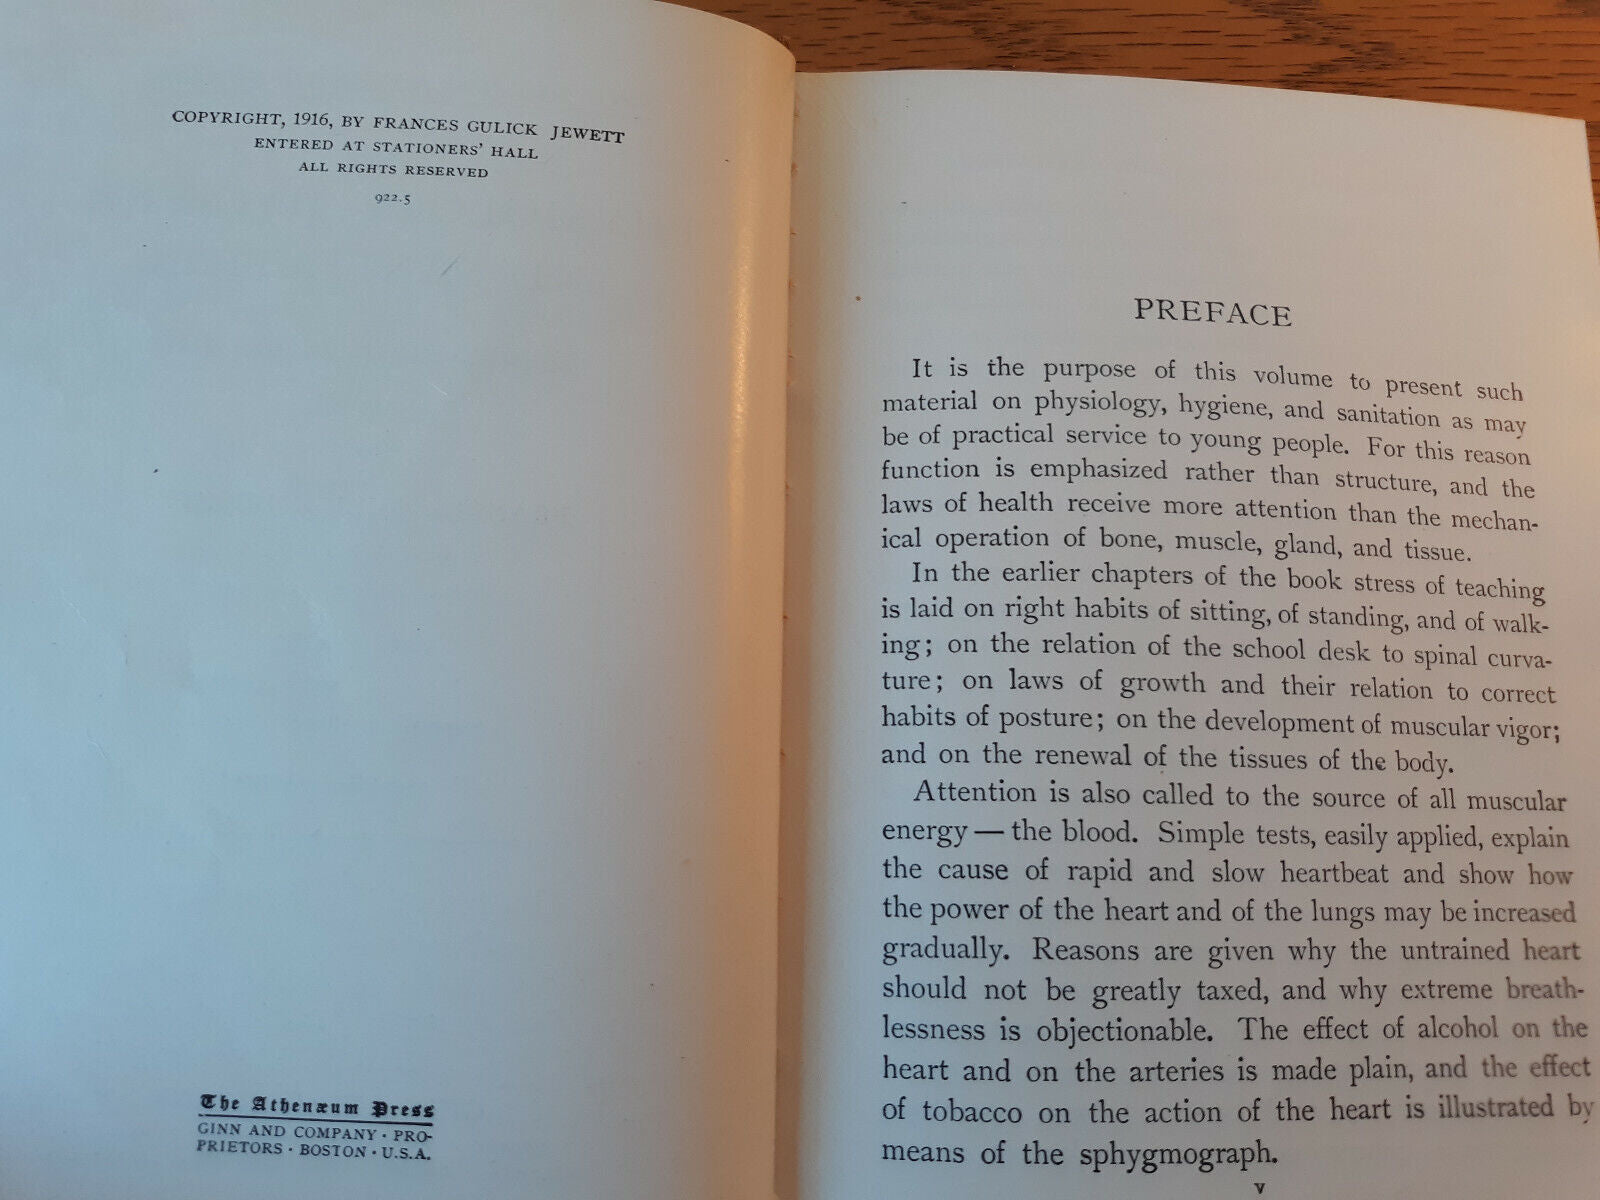 COPYRIGHT, 1916, BY FRANCES GULICK JEWETT
ENTERED AT STATIONERS' HALL
ALL RIGHTS RESERVED
922.5
The Athenæum Press
GINN AND COMPANY · PRO-
PRIETORS · BOSTON · U.S.A.
PREFACE
It is the purpose of this volume to present such
material on physiology, hygiene, and sanitation as may
be of practical service to young people. For this reason
function is emphasized rather than structure, and the
laws of health receive more attention than the mechan-
ical operation of bone, muscle, gland, and tissue.
In the earlier chapters of the book stress of teaching
is laid on right habits of sitting, of standing, and of walk-
ing; on the relation of the school desk to spinal curva-
ture; on laws of growth and their relation to correct
habits of posture; on the development of muscular vigor;
and on the renewal of the tissues of the body.
Attention is also called to the source of all muscular
energy — the blood. Simple tests, easily applied, explain
the cause of rapid and slow heartbeat and show how
the power of the heart and of the lungs may be increased
gradually. Reasons are given why the untrained heart
should not be greatly taxed, and why extreme breath-
lessness is objectionable. The effect of alcohol on the
heart and on the arteries is made plain, and the effect
of tobacco on the action of the heart is illustrated by
means of the sphygmograph.
v